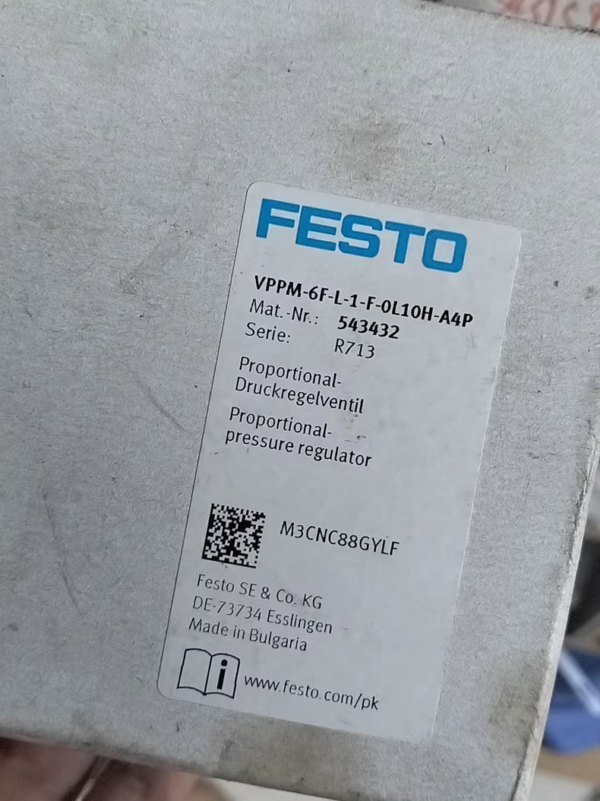 FESTO
VPPM-6F-L-1-F-0L10H-A4P
Mat.-Nr.: 543432
Serie: R713
Proportional-
Druckregelventil
Proportional-
pressure regulator
M3CNC88GYLF
Festo SE & Co. KG
DE-73734 Esslingen
Made in Bulgaria
www.festo.com/pk